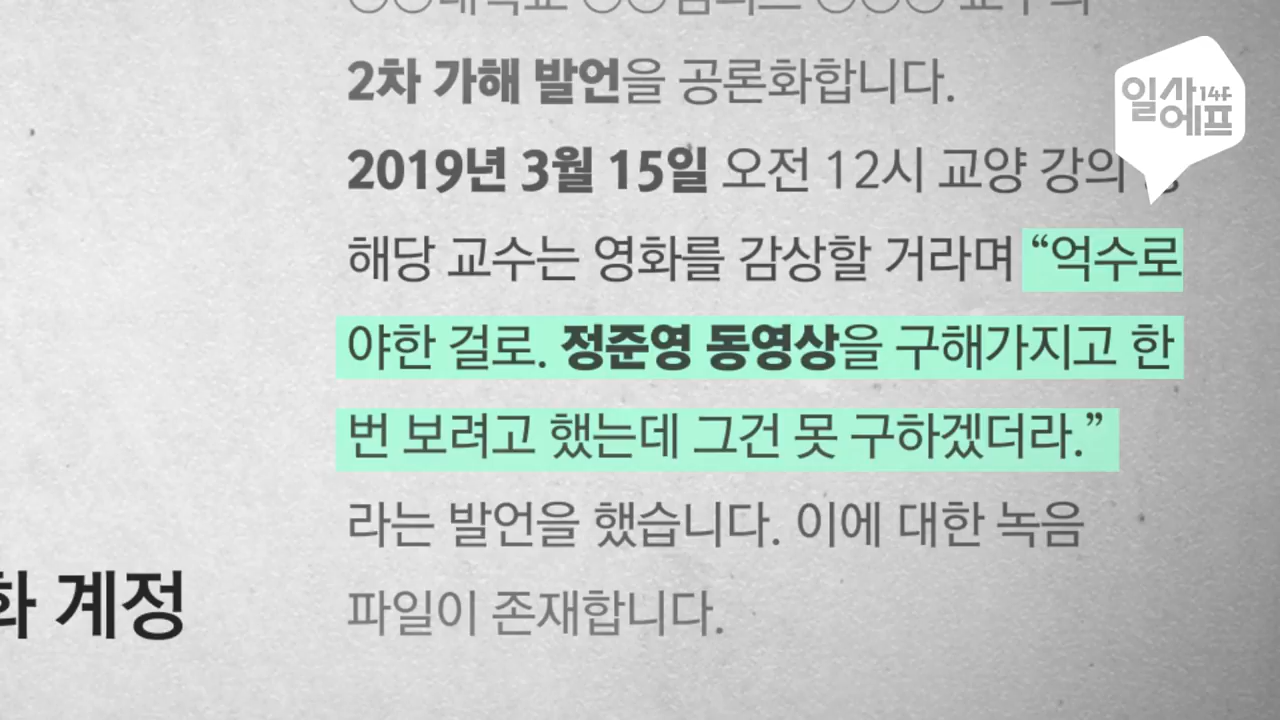 2차 가해 발언을 공론화합니다.
2019년 3월 15일 오전 12시 교양 강의
해당 교수는 영화를 감상할 거라며 “억수로
야한 걸로. 정준영 동영상을 구해가지고 한
번 보려고 했는데 그건 못 구하겠더라.”
라는 발언을 했습니다. 이에 대한 녹음
파일이 존재합니다.
화 계정
일사 14F
에프